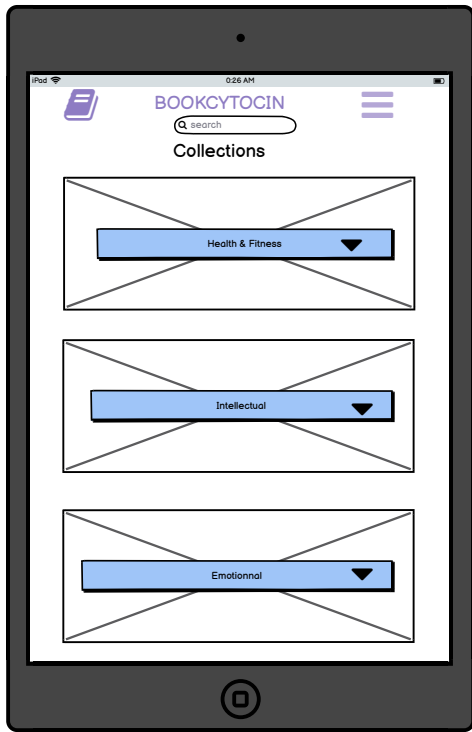 iPad 0:26 AM
BOOKCYTOCIN
search
Collections
Health & Fitness
Intellectual
Emotionnal